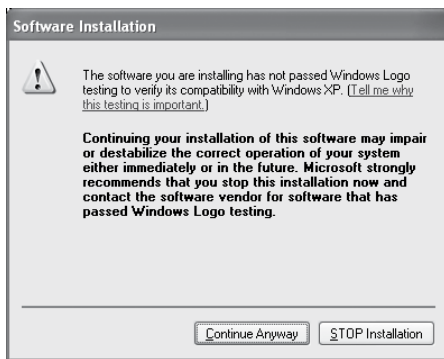 Software Installation
The software you are installing has not passed Windows Logo
testing to verify its compatibility with Windows XP. (Tell me why
this testing is important.)
Continuing your installation of this software may impair
or destabilize the correct operation of your system
either immediately or in the future. Microsoft strongly
recommends that you stop this installation now and
contact the software vendor for software that has
passed Windows Logo testing.
Continue Anyway
STOP Installation